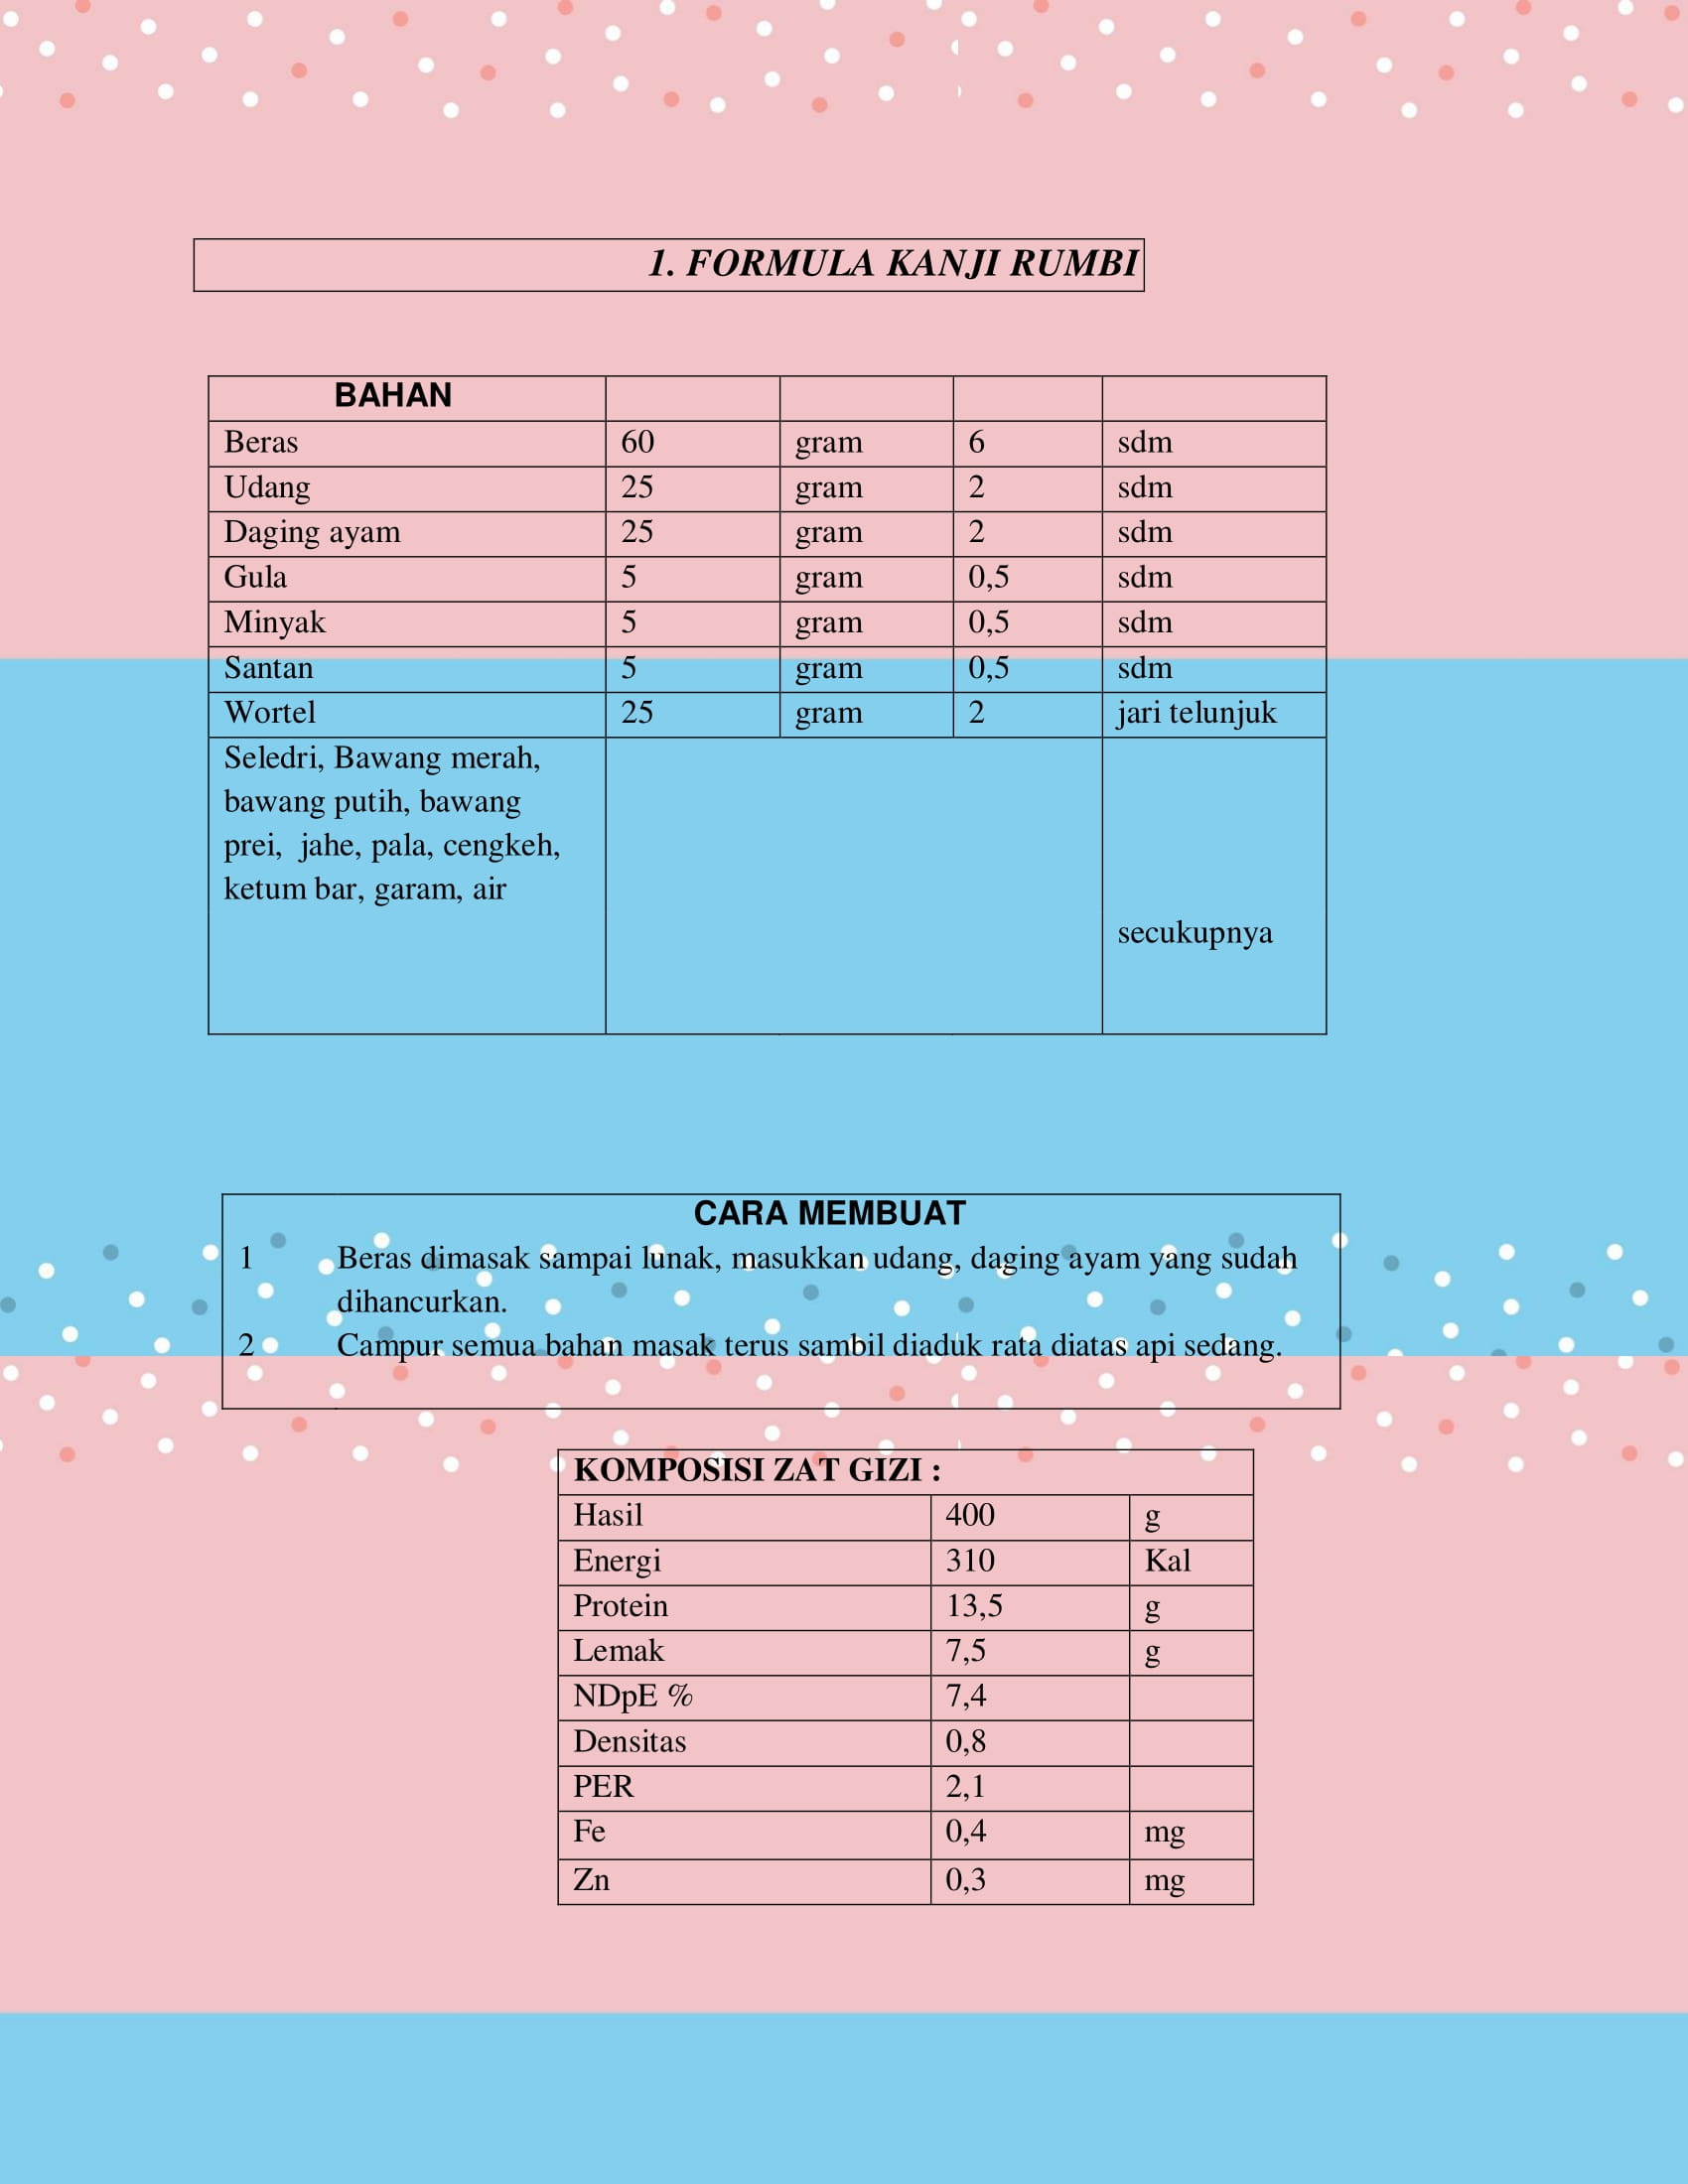 1. FORMULA KANJI RUMBI
BAHAN
Beras 60 gram 6 sdm
Udang 25 gram 2 sdm
Daging ayam 25 gram 2 sdm
Gula 5 gram 0,5 sdm
Minyak 5 gram 0,5 sdm
Santan 5 gram 0,5 sdm
Wortel 25 gram 2 jari telunjuk
Seledri, Bawang merah,
bawang putih, bawang
prei,  jahe, pala, cengkeh,
ketum bar, garam, air
secukupnya
CARA MEMBUAT
1 Beras dimasak sampai lunak, masukkan udang, daging ayam yang sudah
dihancurkan.
2 Campur semua bahan masak terus sambil diaduk rata diatas api sedang.
KOMPOSISI ZAT GIZI :
Hasil 400 g
Energi 310 Kal
Protein 13,5 g
Lemak 7,5 g
NDpE % 7,4
Densitas 0,8
PER 2,1
Fe 0,4 mg
Zn 0,3 mg